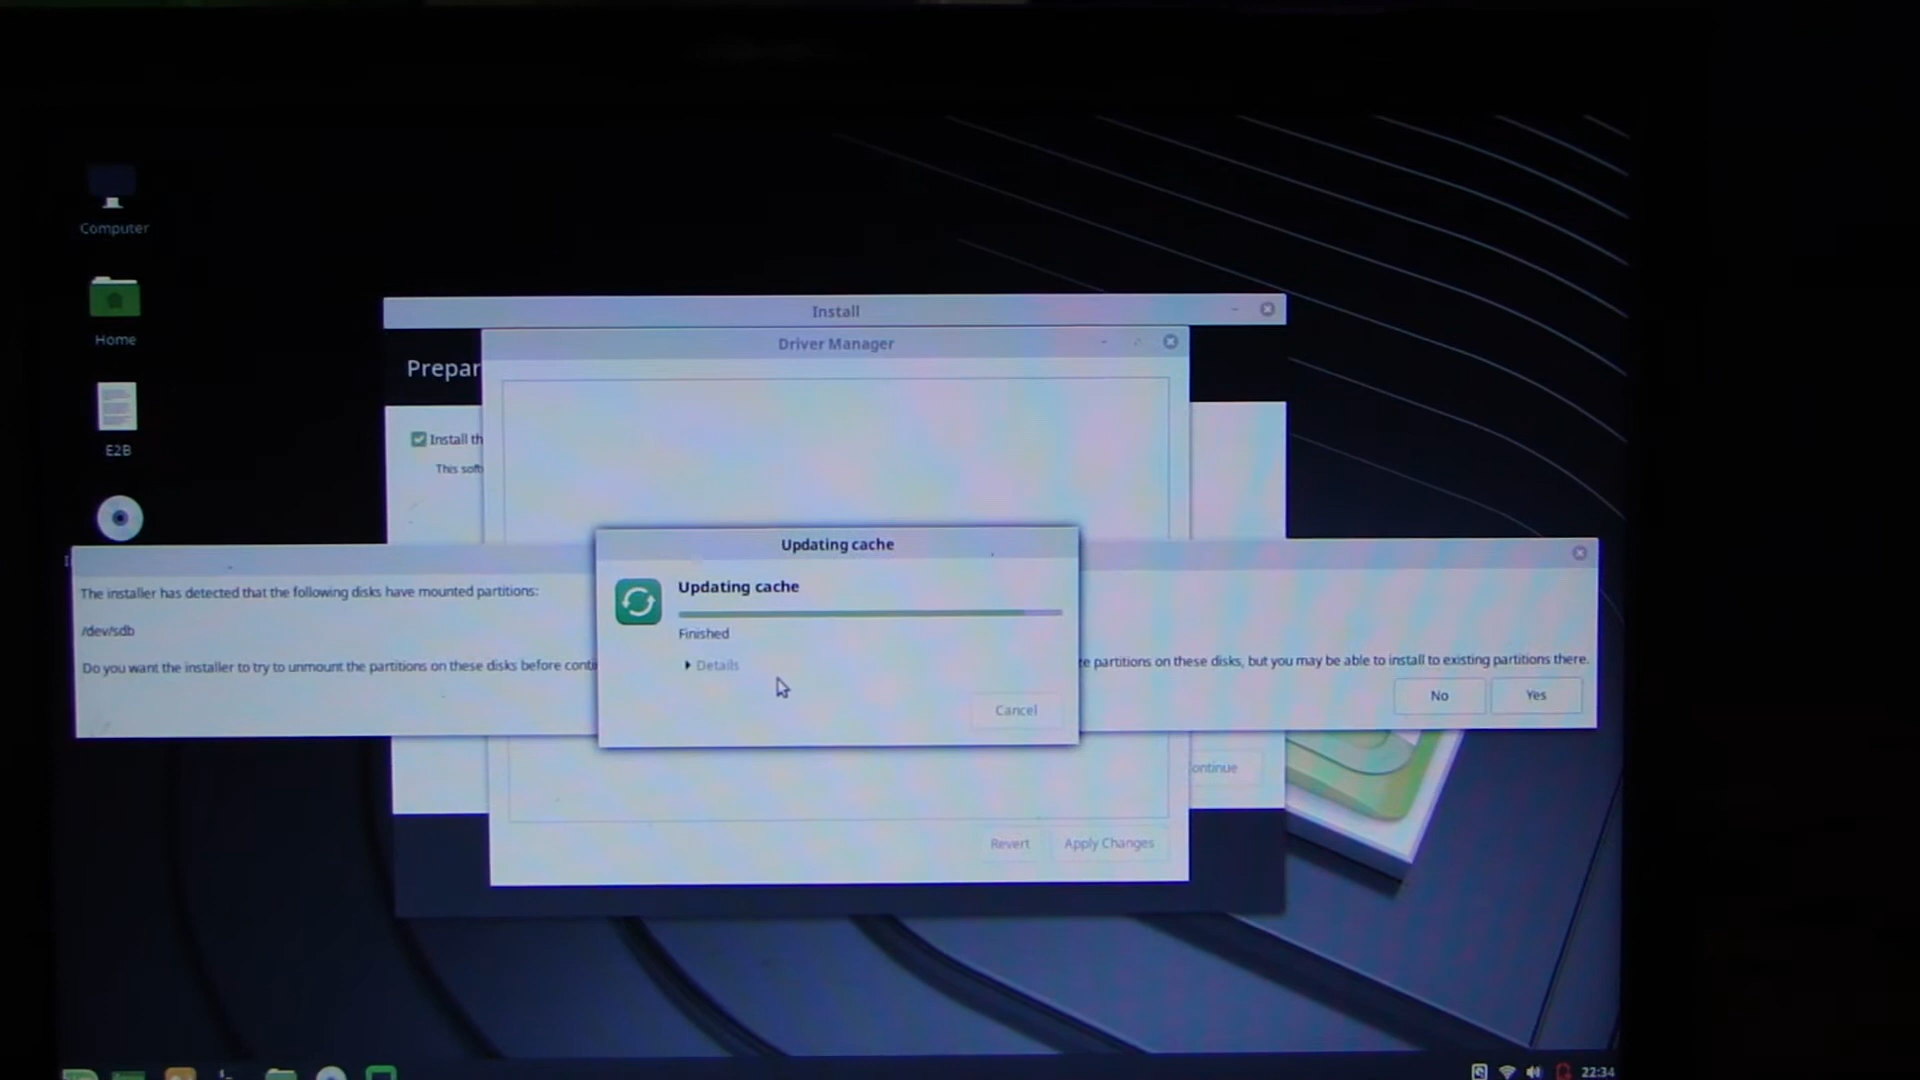 Computer
Home
E2B
Install
Driver Manager
Prepar
Install th
This soft
The installer has detected that the following disks have mounted partitions:
/dev/sdb
Do you want the installer to try to unmount the partitions on these disks before conti
e partitions on these disks, but you may be able to install to existing partitions there.
No
Yes
Updating cache
Updating cache
Finished
Details
Cancel
ontinue
Revert
Apply Changes
22:34